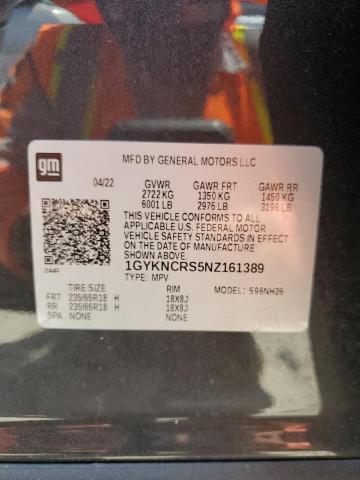 gm
MFD BY GENERAL MOTORS LLC
04/22 GVWR GAWR FRT GAWR RR
2722 KG 1350 KG 1450 KG
6001 LB 2976 LB 3196 LB
THIS VEHICLE CONFORMS TO ALL
APPLICABLE U.S. FEDERAL MOTOR
VEHICLE SAFETY STANDARDS IN EFFECT
ON THE DATE OF MANUFACTURE
SHOWN ABOVE.
1GYKNCRS5NZ161389
244F TYPE: MPV
TIRE SIZE RIM MODEL: 596NH26
FRT 235/65R18 H 18X8J
RR 235/65R18 H 18X8J
SPA NONE NONE